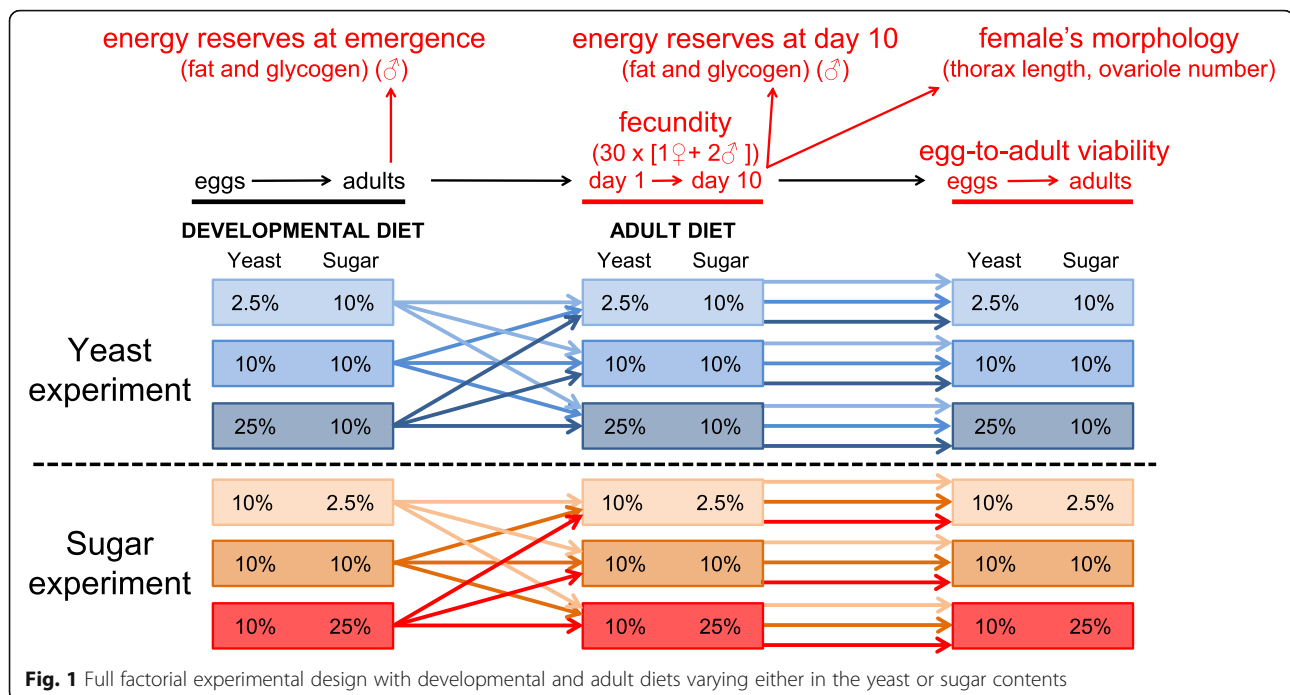 energy reserves at emergence
(fat and glycogen) (♂)
energy reserves at day 10
(fat and glycogen) (♂)
female's morphology
(thorax length, ovariole number)
fecundity
(30 x [1♀+ 2♂ ])
egg-to-adult viability
eggs → adults
day 1 → day 10
eggs → adults
DEVELOPMENTAL DIET
ADULT DIET
Yeast Sugar Yeast Sugar Yeast Sugar
2.5% 10% 2.5% 10% 2.5% 10%
Yeast
experiment
10% 10% 10% 10% 10% 10%
25% 10% 25% 10% 25% 10%
10% 2.5% 10% 2.5% 10% 2.5%
Sugar
experiment
10% 10% 10% 10% 10% 10%
10% 25% 10% 25% 10% 25%
Fig. 1 Full factorial experimental design with developmental and adult diets varying either in the yeast or sugar contents